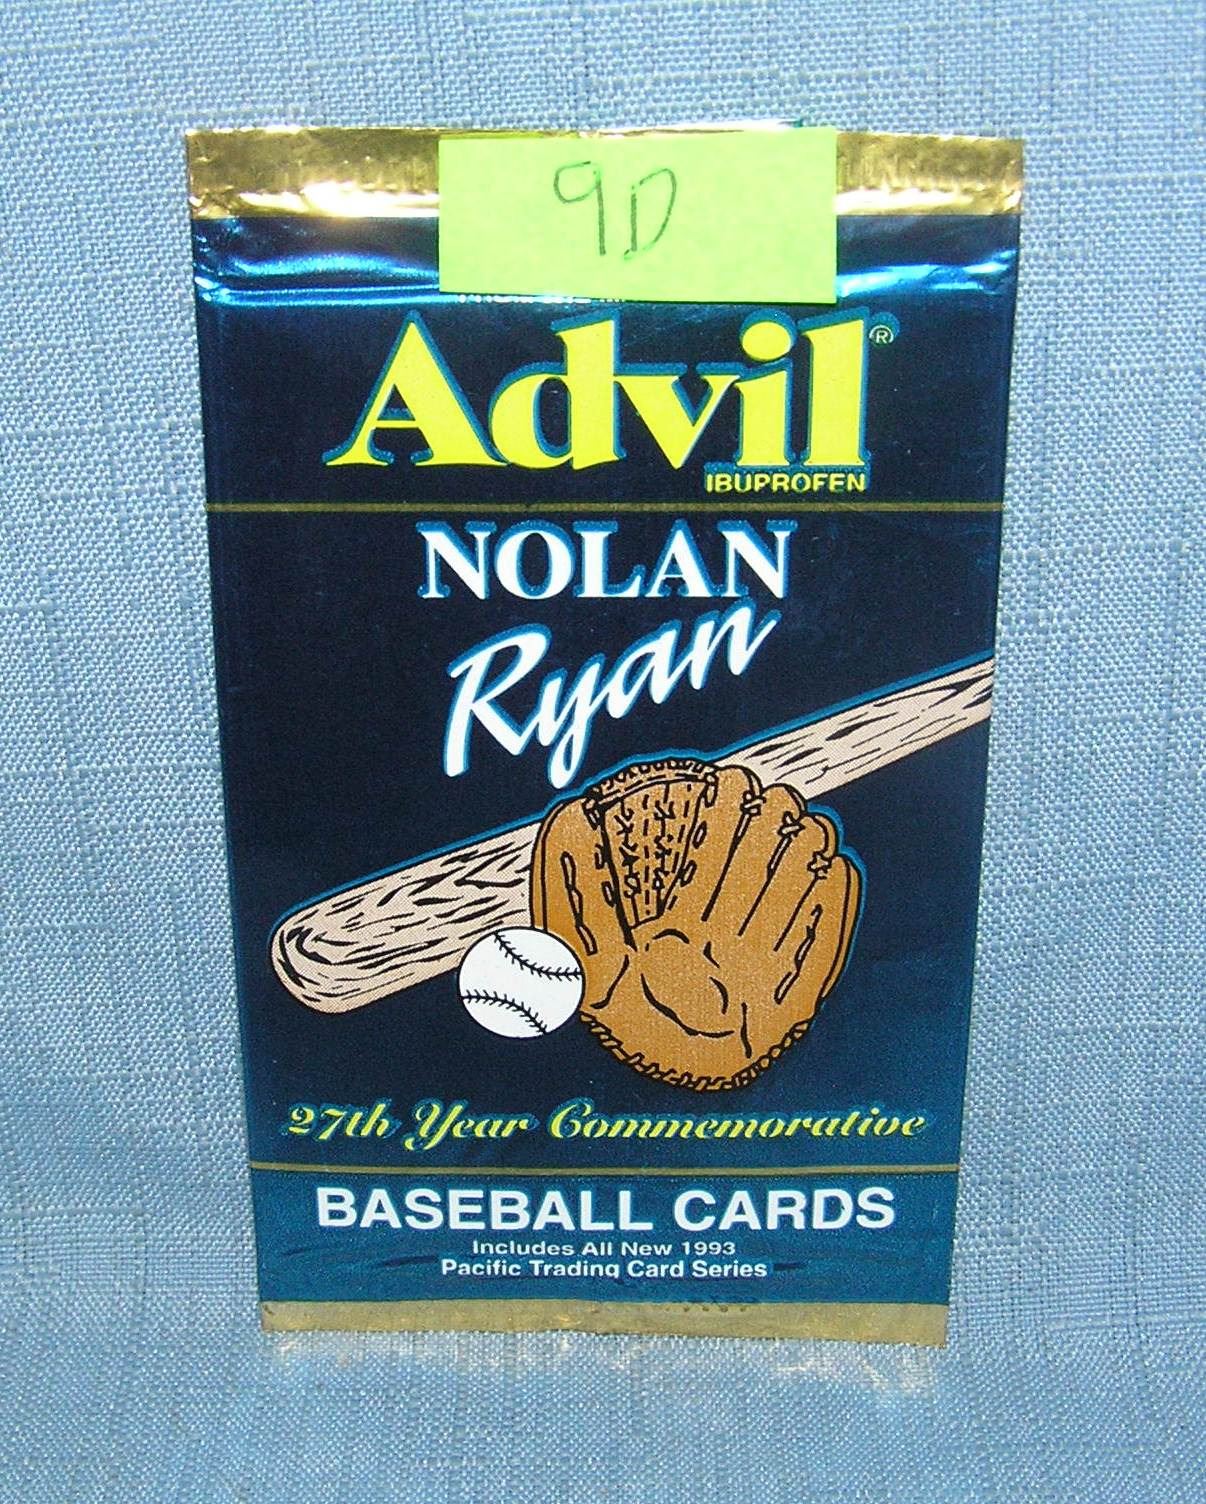 9D
Advil®
IBUPROFEN
NOLAN
Ryan
27th Year Commemorative
BASEBALL CARDS
Includes All New 1993
Pacific Trading Card Series